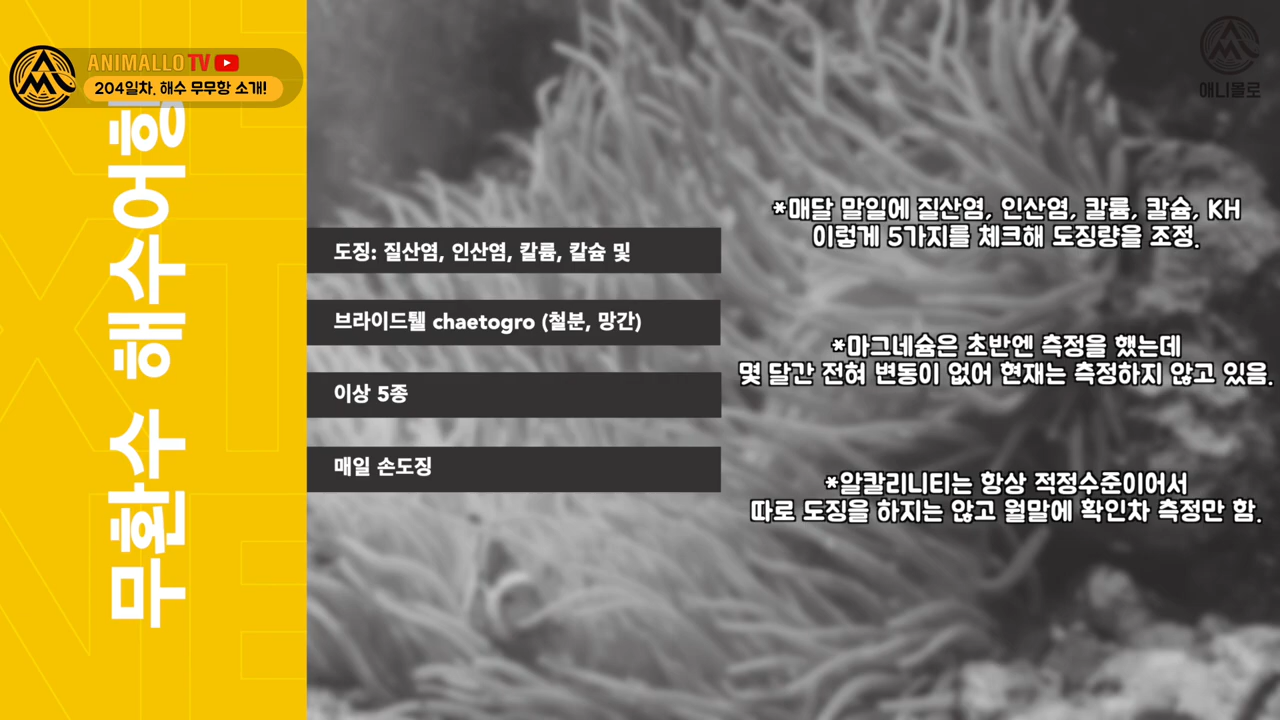 ANIMALLO TV
204일차. 해수 무무항 소개!
무환수 해수어항
애니몰로
도징: 질산염, 인산염, 칼륨, 칼슘 및
브라이드웰 chaetogro (철분, 망간)
이상 5종
매일 손도징
*매달 말일에 질산염, 인산염, 칼륨, 칼슘, KH
이렇게 5가지를 체크해 도징량을 조정.
*마그네슘은 초반엔 측정을 했는데
몇 달간 전혀 변동이 없어 현재는 측정하지 않고 있음.
*알칼리니티는 항상 적정수준이어서
따로 도징을 하지는 않고 월말에 확인차 측정만 함.